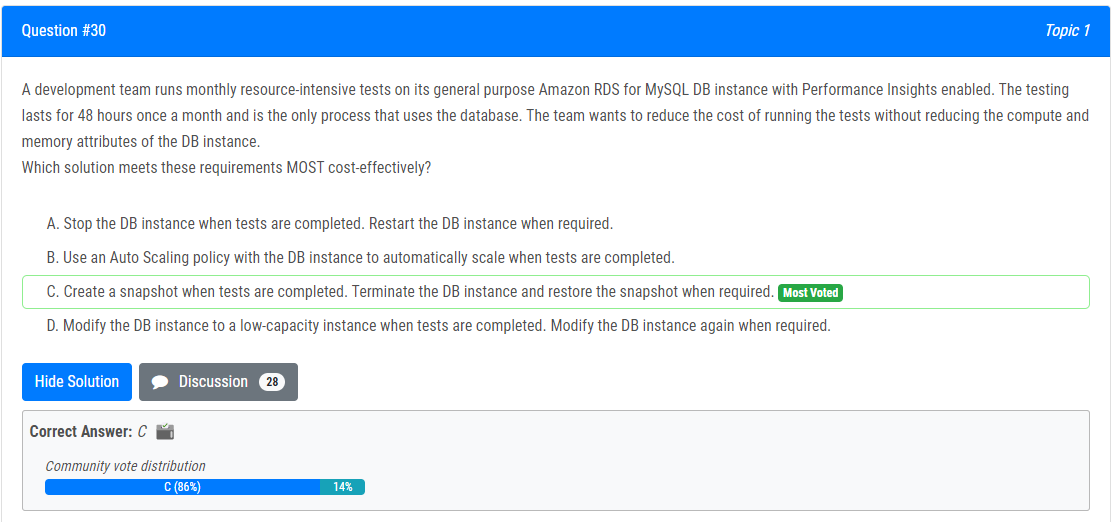 Question #30
Topic 1
A development team runs monthly resource-intensive tests on its general purpose Amazon RDS for MySQL DB instance with Performance Insights enabled. The testing
lasts for 48 hours once a month and is the only process that uses the database. The team wants to reduce the cost of running the tests without reducing the compute and
memory attributes of the DB instance.
Which solution meets these requirements MOST cost-effectively?
A. Stop the DB instance when tests are completed. Restart the DB instance when required.
B. Use an Auto Scaling policy with the DB instance to automatically scale when tests are completed.
C. Create a snapshot when tests are completed. Terminate the DB instance and restore the snapshot when required. Most Voted
D. Modify the DB instance to a low-capacity instance when tests are completed. Modify the DB instance again when required.
Hide Solution Discussion 28
Correct Answer: C
Community vote distribution
C (86%) 14%